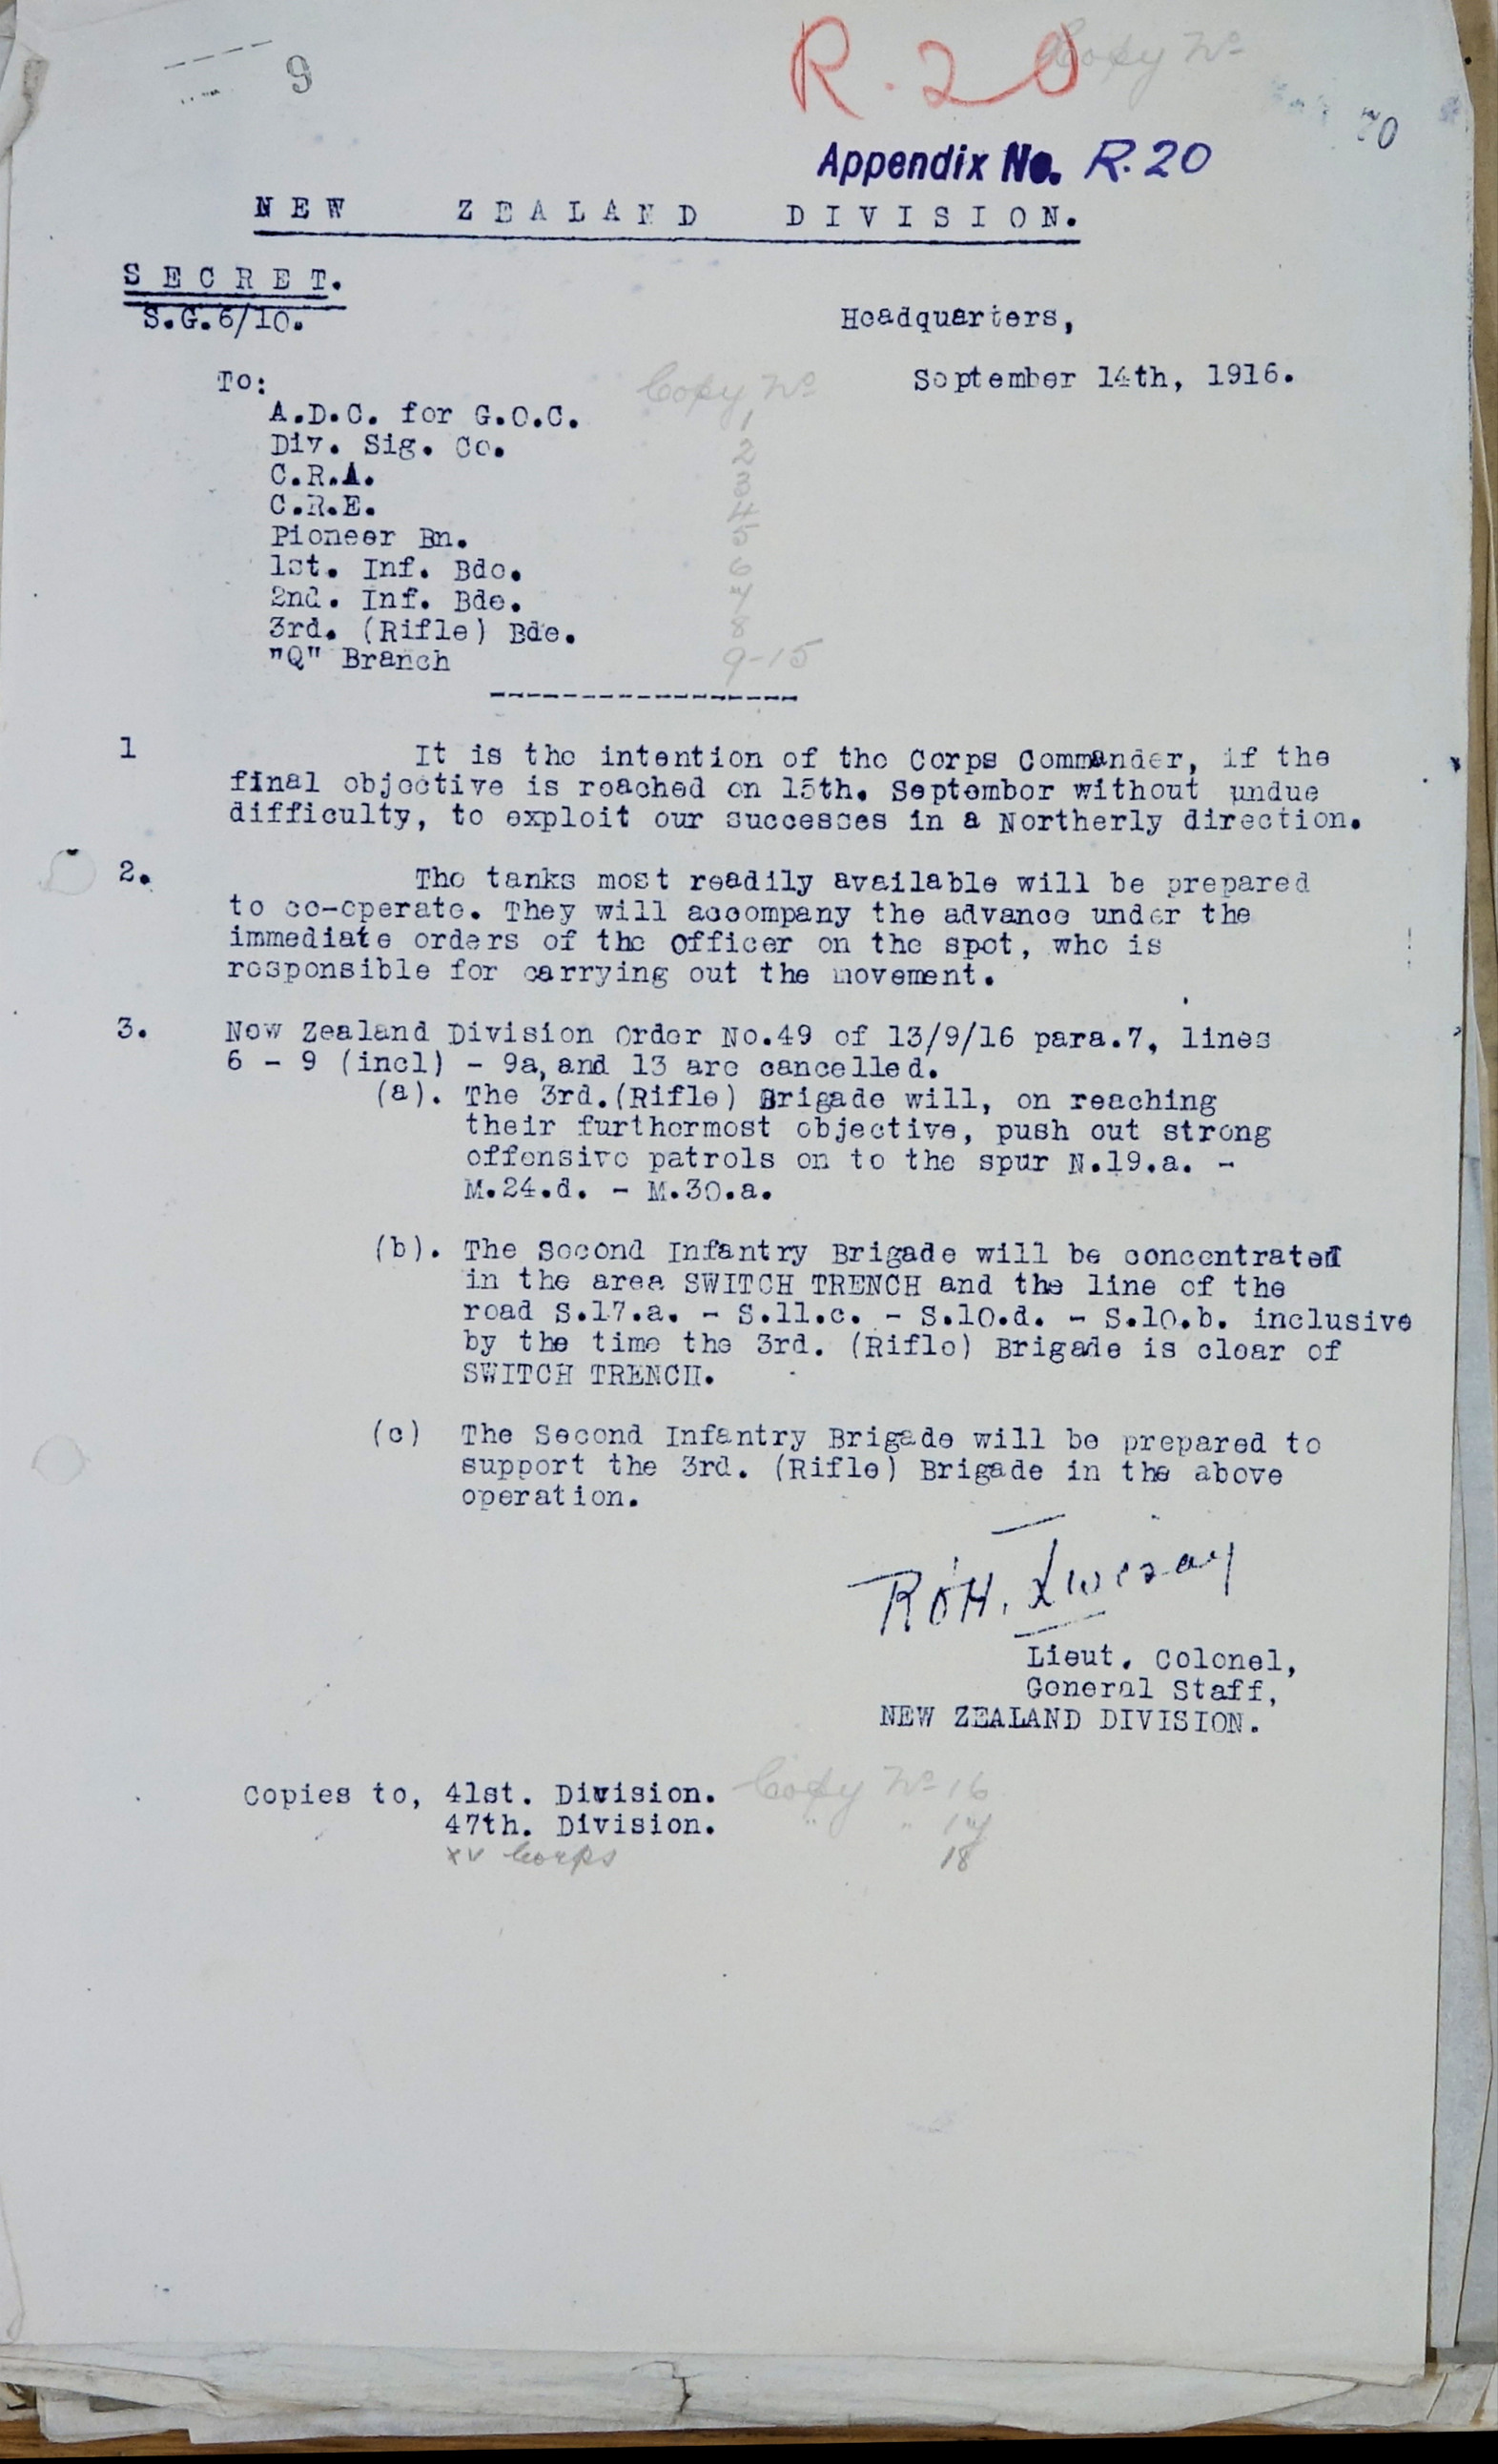 9
R.20
Copy No
70
Appendix No. R.20
NEW ZEALAND DIVISION.
SECRET.
S.G.6/10.
Headquarters,
September 14th, 1916.
To:
Copy No
A.D.C. for G.O.C. 1
Div. Sig. Co. 2
C.R.A. 3
C.R.E. 4
Pioneer Bn. 5
1st. Inf. Bde. 6
2nd. Inf. Bde. 7
3rd. (Rifle) Bde. 8
"Q" Branch 9-15
1 It is the intention of the Corps Commander, if the
final objective is reached on 15th. September without undue
difficulty, to exploit our successes in a Northerly direction.
2. The tanks most readily available will be prepared
to co-operate. They will accompany the advance under the
immediate orders of the Officer on the spot, who is
responsible for carrying out the movement.
3. New Zealand Division Order No.49 of 13/9/16 para.7, lines
6 - 9 (incl) - 9a, and 13 are cancelled.
(a). The 3rd.(Rifle) Brigade will, on reaching
their furthermost objective, push out strong
offensive patrols on to the spur N.19.a. -
M.24.d. - M.30.a.
(b). The Second Infantry Brigade will be concentrated
in the area SWITCH TRENCH and the line of the
road S.17.a. - S.11.c. - S.10.d. - S.10.b. inclusive
by the time the 3rd. (Rifle) Brigade is clear of
SWITCH TRENCH.
(c) The Second Infantry Brigade will be prepared to
support the 3rd. (Rifle) Brigade in the above
operation.
Lieut. Colonel,
General Staff,
NEW ZEALAND DIVISION.
Copies to, 41st. Division. Copy No 16
47th. Division. " " 17
XV Corps 18